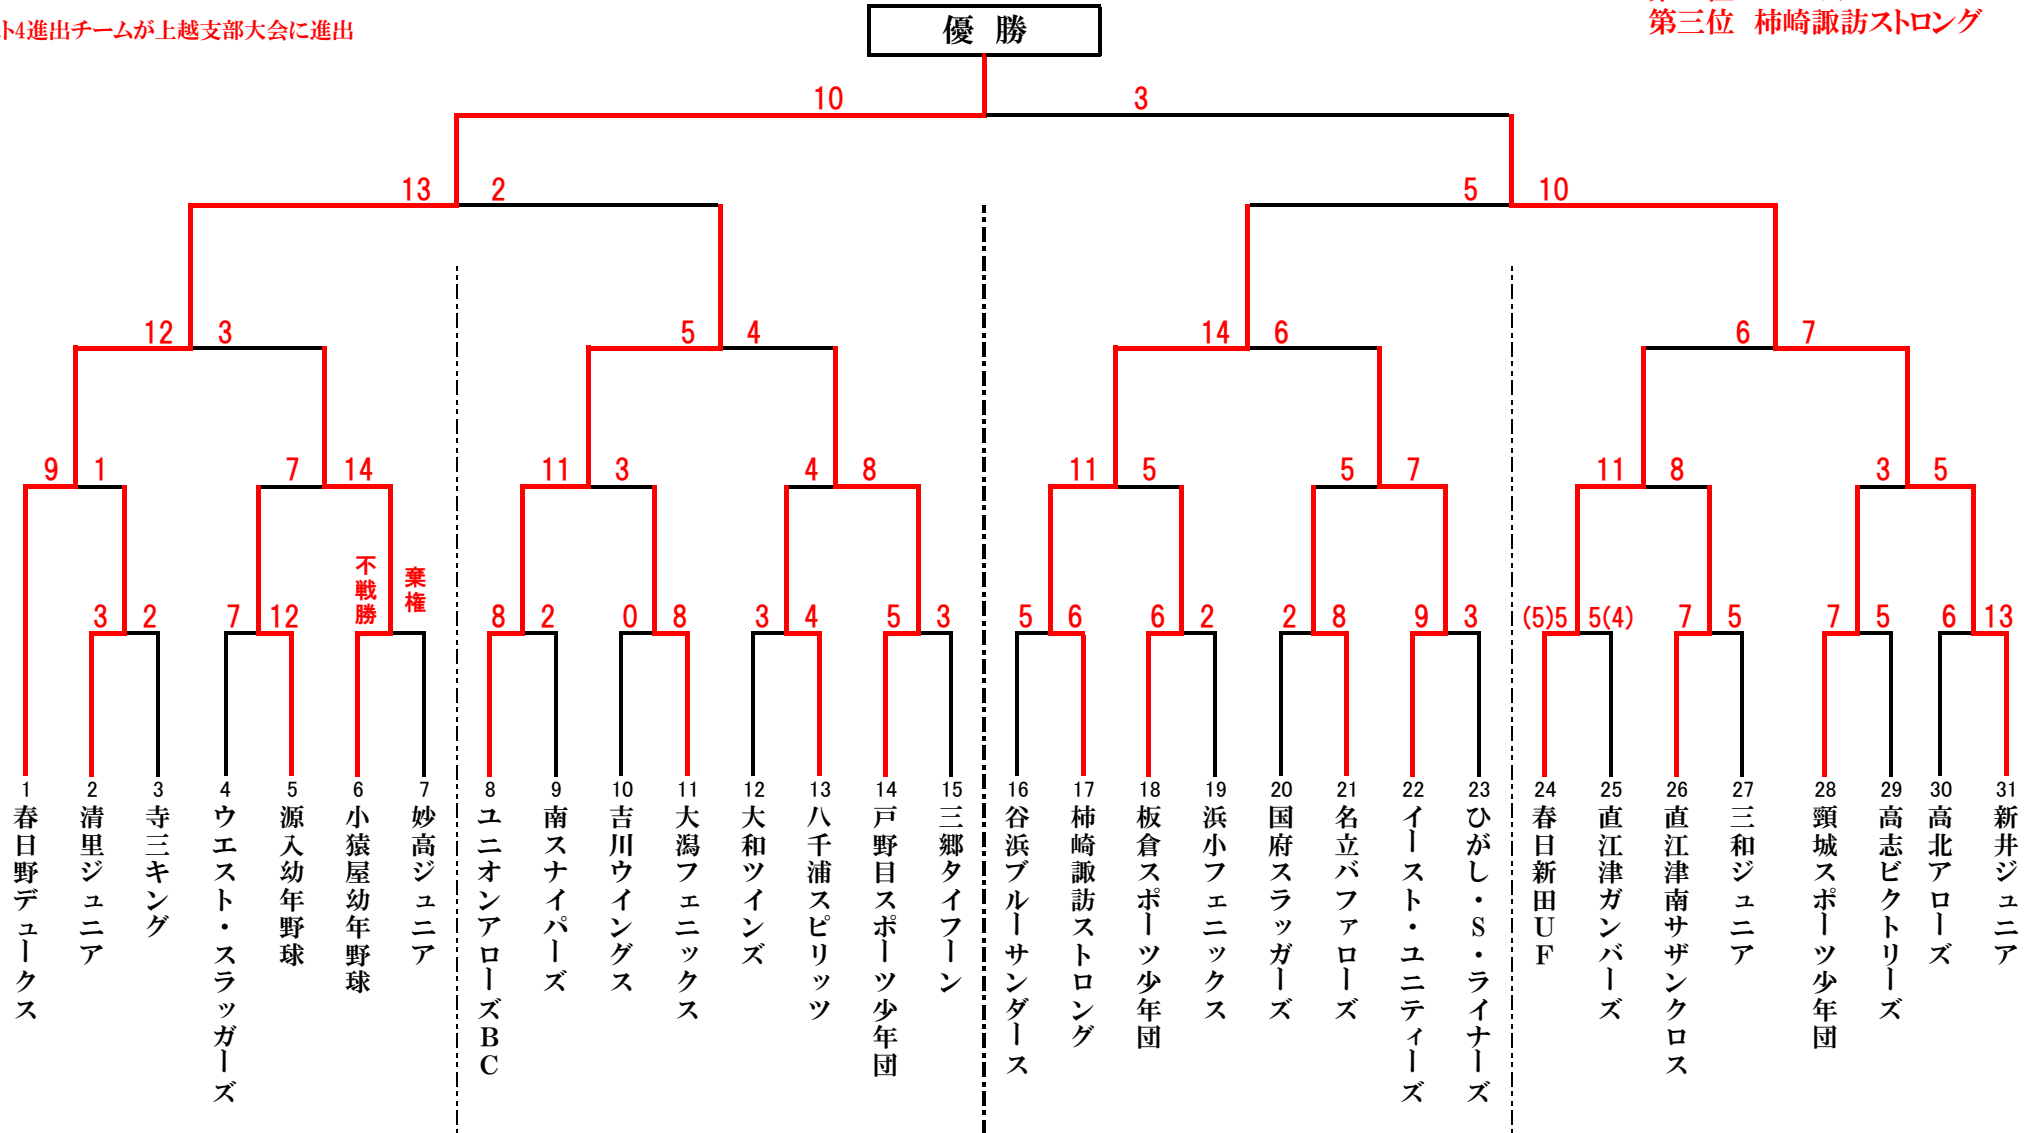 ト4進出チームが上越支部大会に進出
優 勝
第三位 柿崎諏訪ストロング
10
3
13
2
5
10
12
3
5
4
14
6
6
7
9
1
7
14
11
3
4
8
11
5
5
7
11
8
3
5
不戦勝
棄権
3
2
7
12
8
2
0
8
3
4
5
3
5
6
6
2
2
8
9
3
(5)5
5(4)
7
5
7
5
6
13
1 春日野デュークス
2 清里ジュニア
3 寺三キング
4 ウエスト・スラッガーズ
5 源入幼年野球
6 小猿屋幼年野球
7 妙高ジュニア
8 ユニオンアローズBC
9 南スナイパーズ
10 吉川ウイングス
11 大潟フェニックス
12 大和ツインズ
13 八千浦スピリッツ
14 戸野目スポーツ少年団
15 三郷タイフーン
16 谷浜ブルーサンダース
17 柿崎諏訪ストロング
18 板倉スポーツ少年団
19 浜小フェニックス
20 国府スラッガーズ
21 名立バファローズ
22 イースト・ユニティーズ
23 ひがし・S・ライナーズ
24 春日新田UF
25 直江津ガンバーズ
26 直江津南サザンクロス
27 三和ジュニア
28 頸城スポーツ少年団
29 高志ビクトリーズ
30 高北アローズ
31 新井ジュニア